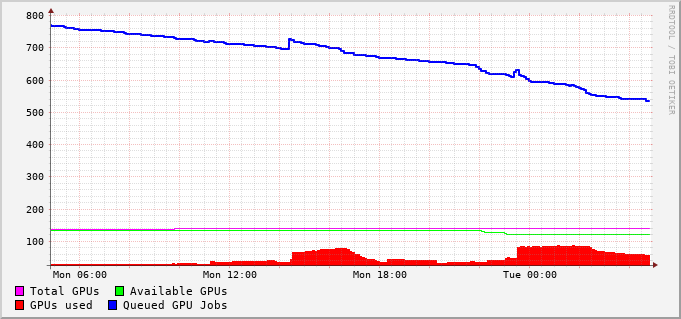 800
700
600
500
400
300
200
100
Mon 06:00 Mon 12:00 Mon 18:00 Tue 00:00
Total GPUs Available GPUs
GPUs used Queued GPU Jobs
RRDTOOL / TOBI OETIKER